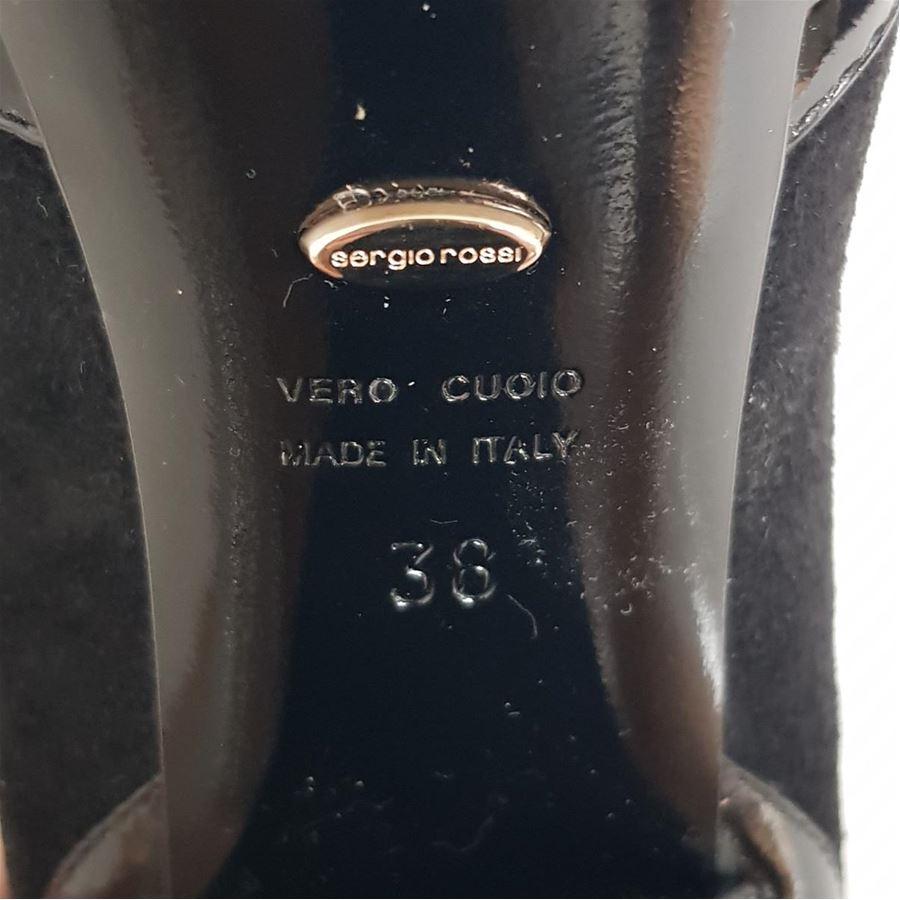 sergio rossi
VERO CUOIO
MADE IN ITALY
38